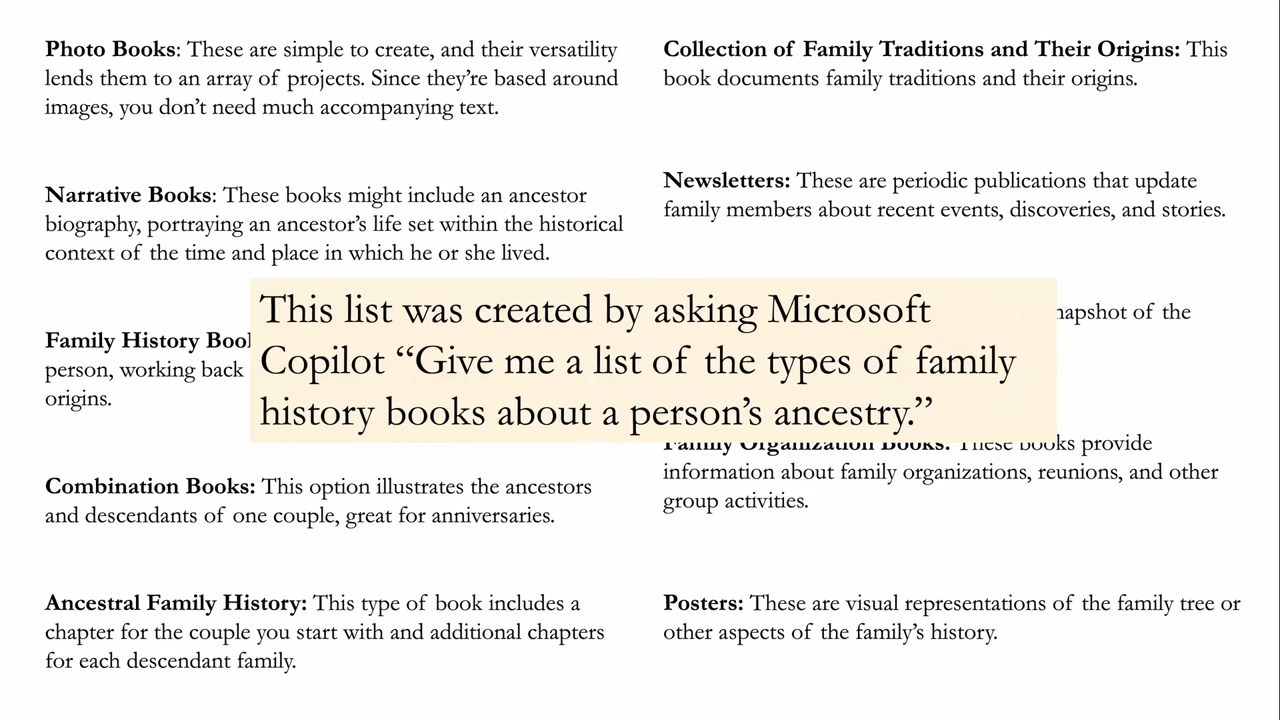 Photo Books: These are simple to create, and their versatility
lends them to an array of projects. Since they’re based around
images, you don’t need much accompanying text.
Narrative Books: These books might include an ancestor
biography, portraying an ancestor’s life set within the historical
context of the time and place in which he or she lived.
Family History
person, working back
origins.
Combination Books: This option illustrates the ancestors
and descendants of one couple, great for anniversaries.
Ancestral Family History: This type of book includes a
chapter for the couple you start with and additional chapters
for each descendant family.
Collection of Family Traditions and Their Origins: This
book documents family traditions and their origins.
Newsletters: These are periodic publications that update
family members about recent events, discoveries, and stories.
of the
Family Organization Books: These books provide
information about family organizations, reunions, and other
group activities.
Posters: These are visual representations of the family tree or
other aspects of the family’s history.
This list was created by asking Microsoft
Copilot “Give me a list of the types of family
history books about a person’s ancestry.”